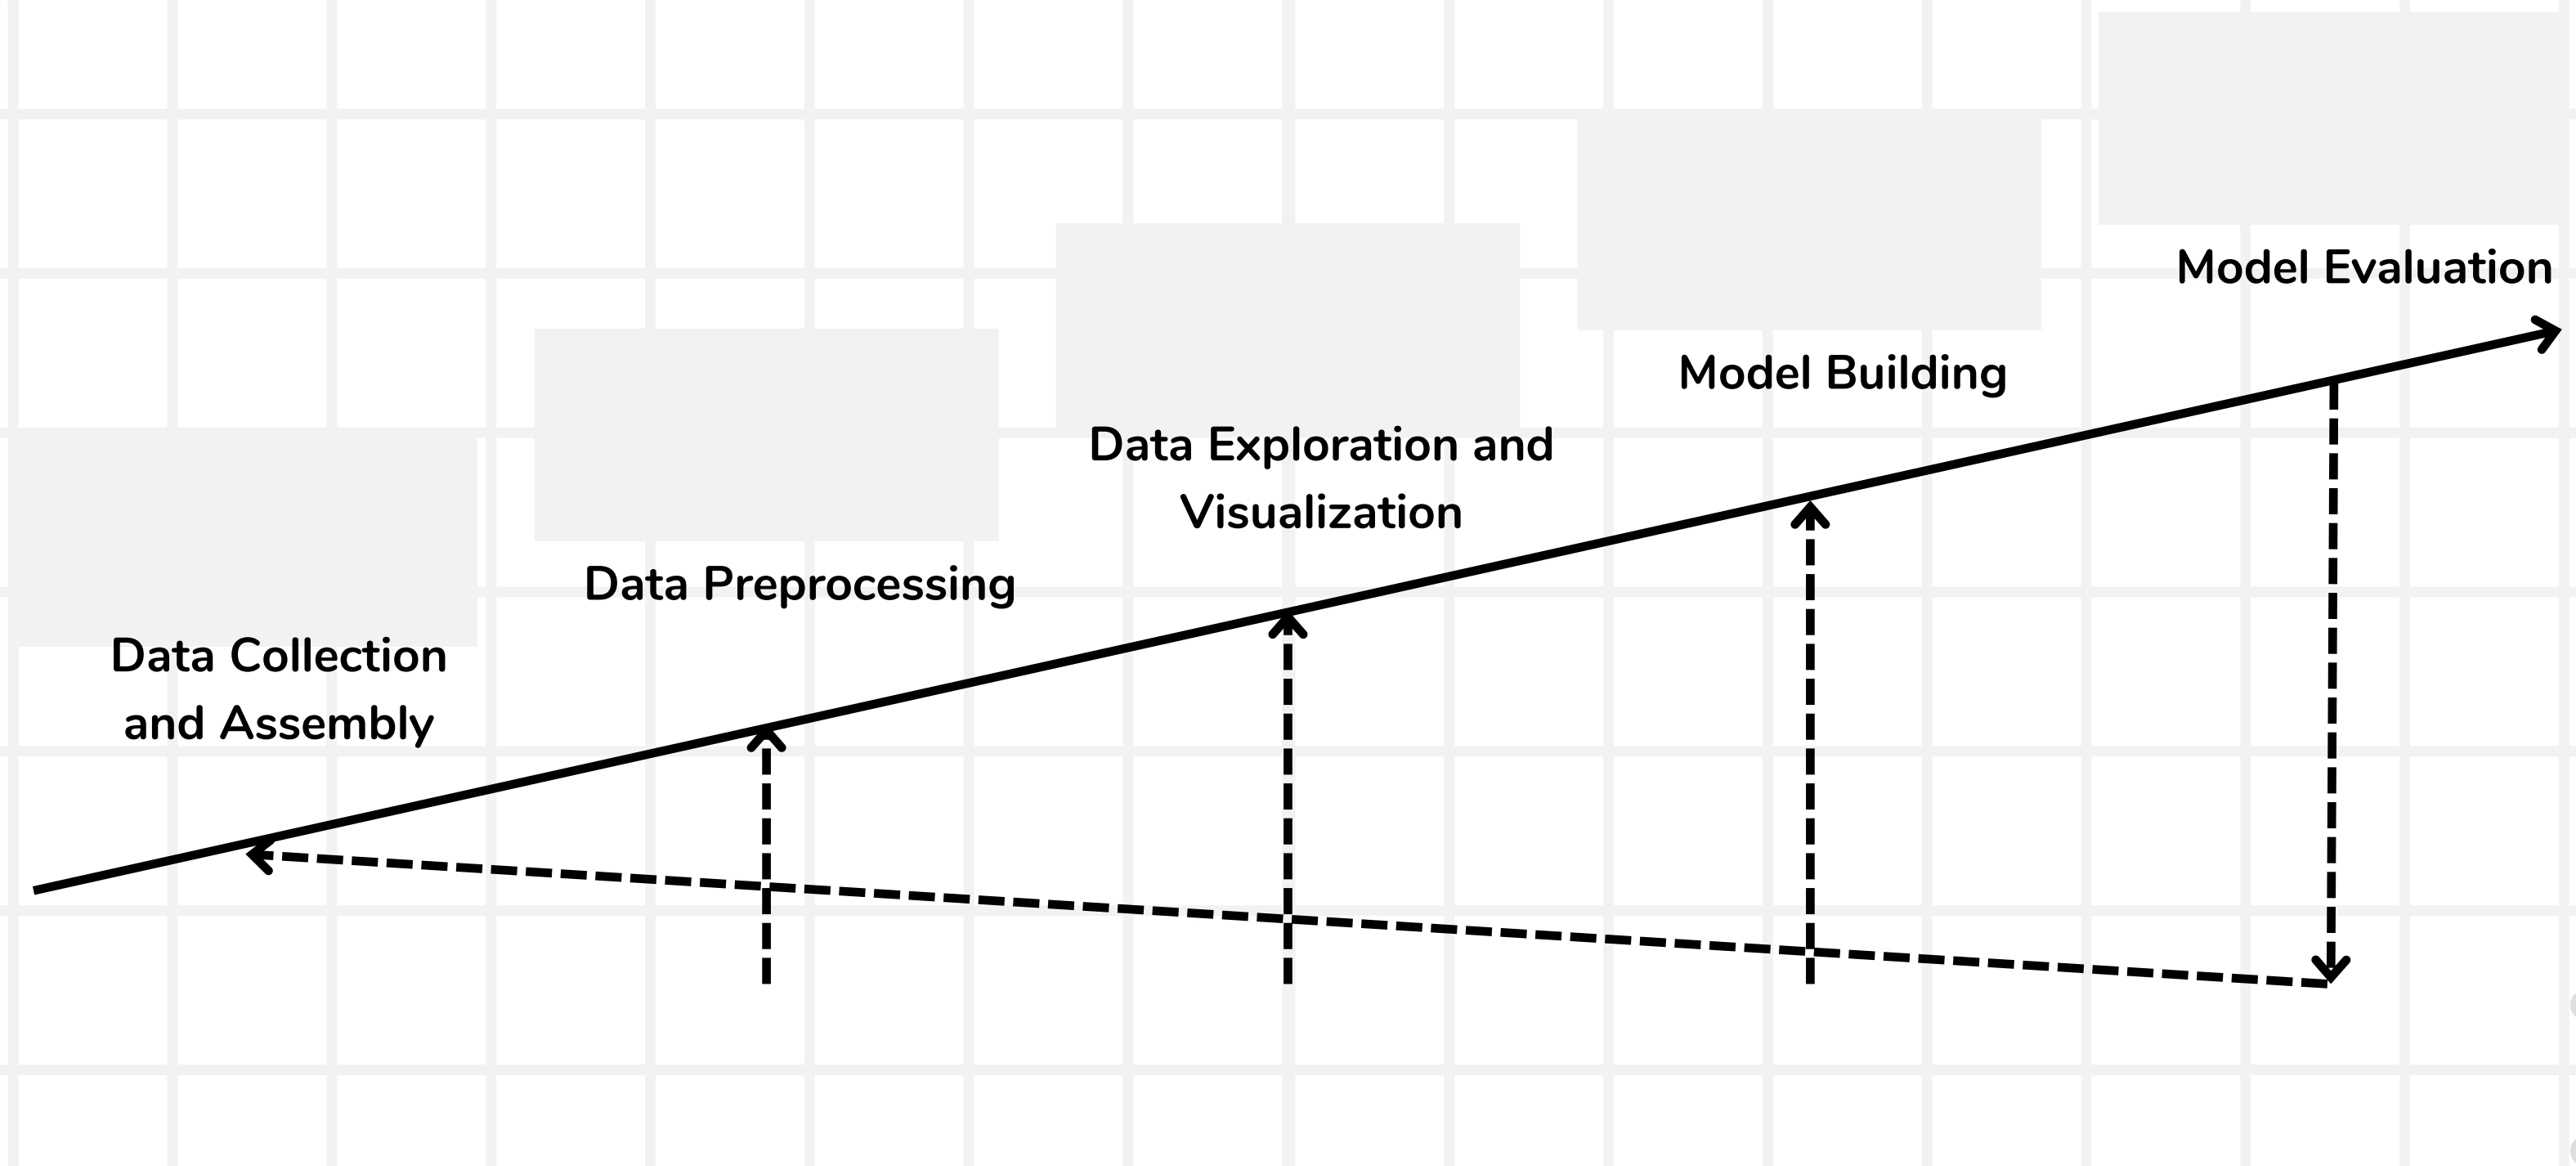 Data Collection
and Assembly
Data Preprocessing
Data Exploration and
Visualization
Model Building
Model Evaluation